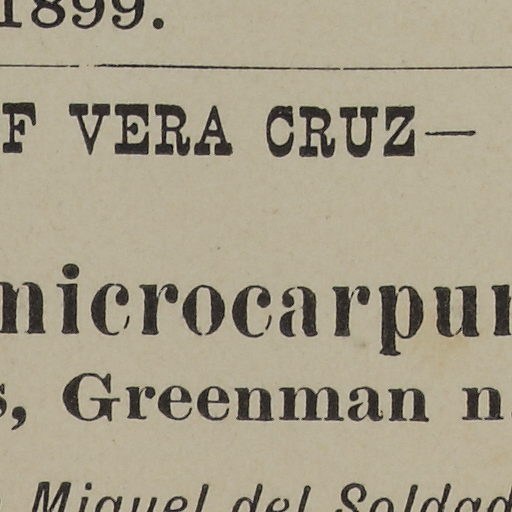 1899.
F VERA CRUZ—
microcarpu
s, Greenman n.
Miguel del Soldad